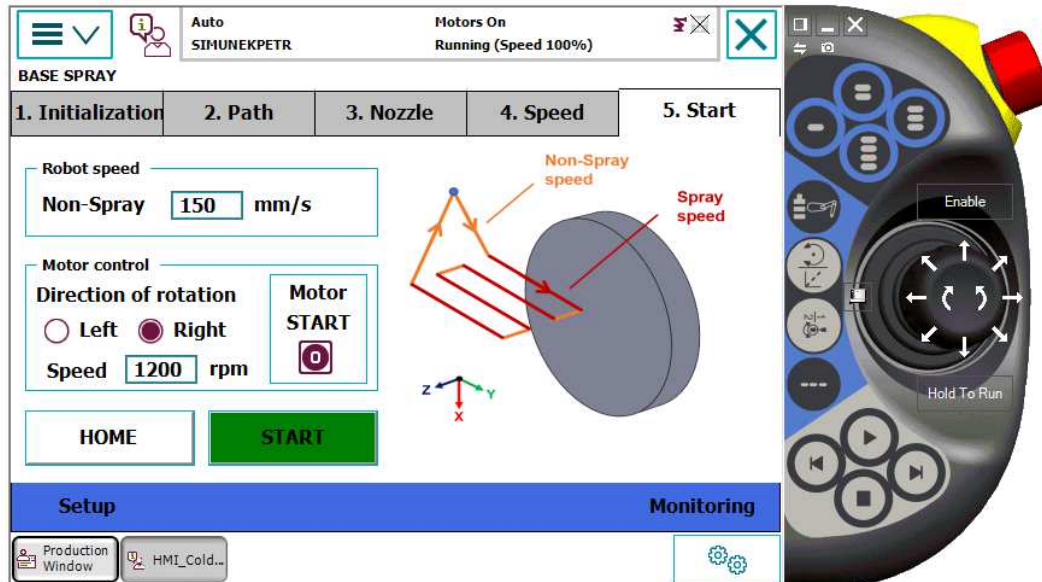 Auto
Motors On
SIMUNEKPETR
Running (Speed 100%)
BASE SPRAY
1. Initialization
2. Path
3. Nozzle
4. Speed
5. Start
Robot speed
Non-Spray 150 mm/s
Motor control
Direction of rotation
Left Right
Speed 1200 rpm
Motor
START
0
HOME
START
Non-Spray
speed
Spray
speed
Z
Y
X
Setup
Monitoring
Production
Window
HMI_Cold...
Enable
Hold To Run